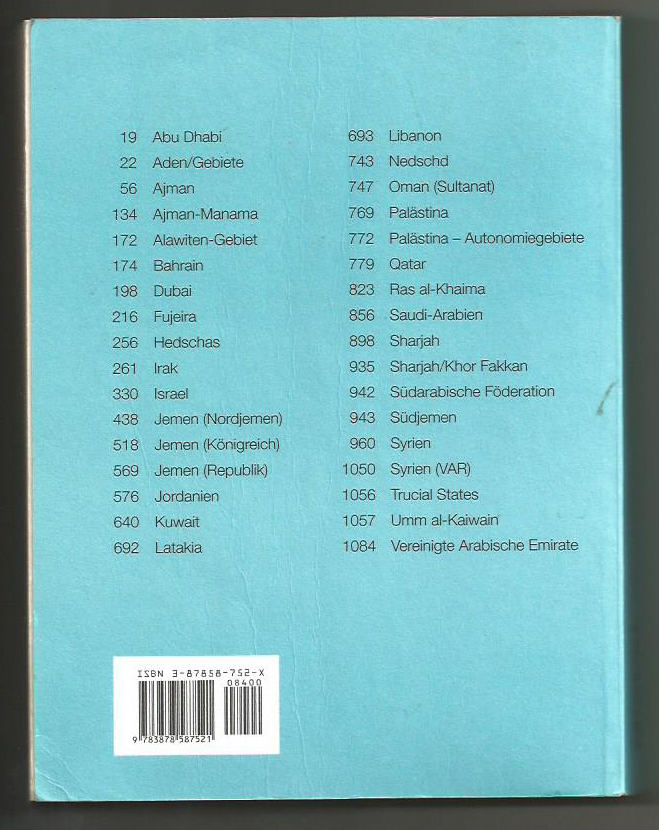 19 Abu Dhabi
22 Aden/Gebiete
56 Ajman
134 Ajman-Manama
172 Alawiten-Gebiet
174 Bahrain
198 Dubai
216 Fujeira
256 Hedschas
261 Irak
330 Israel
438 Jemen (Nordjemen)
518 Jemen (Königreich)
569 Jemen (Republik)
576 Jordanien
640 Kuwait
692 Latakia
693 Libanon
743 Nedschd
747 Oman (Sultanat)
769 Palästina
772 Palästina – Autonomiegebiete
779 Qatar
823 Ras al-Khaima
856 Saudi-Arabien
898 Sharjah
935 Sharjah/Khor Fakkan
942 Südarabische Föderation
943 Südjemen
960 Syrien
1050 Syrien (VAR)
1056 Trucial States
1057 Umm al-Kaiwain
1084 Vereinigte Arabische Emirate
ISBN 3-87858-752-X
08400
9 783878 587521